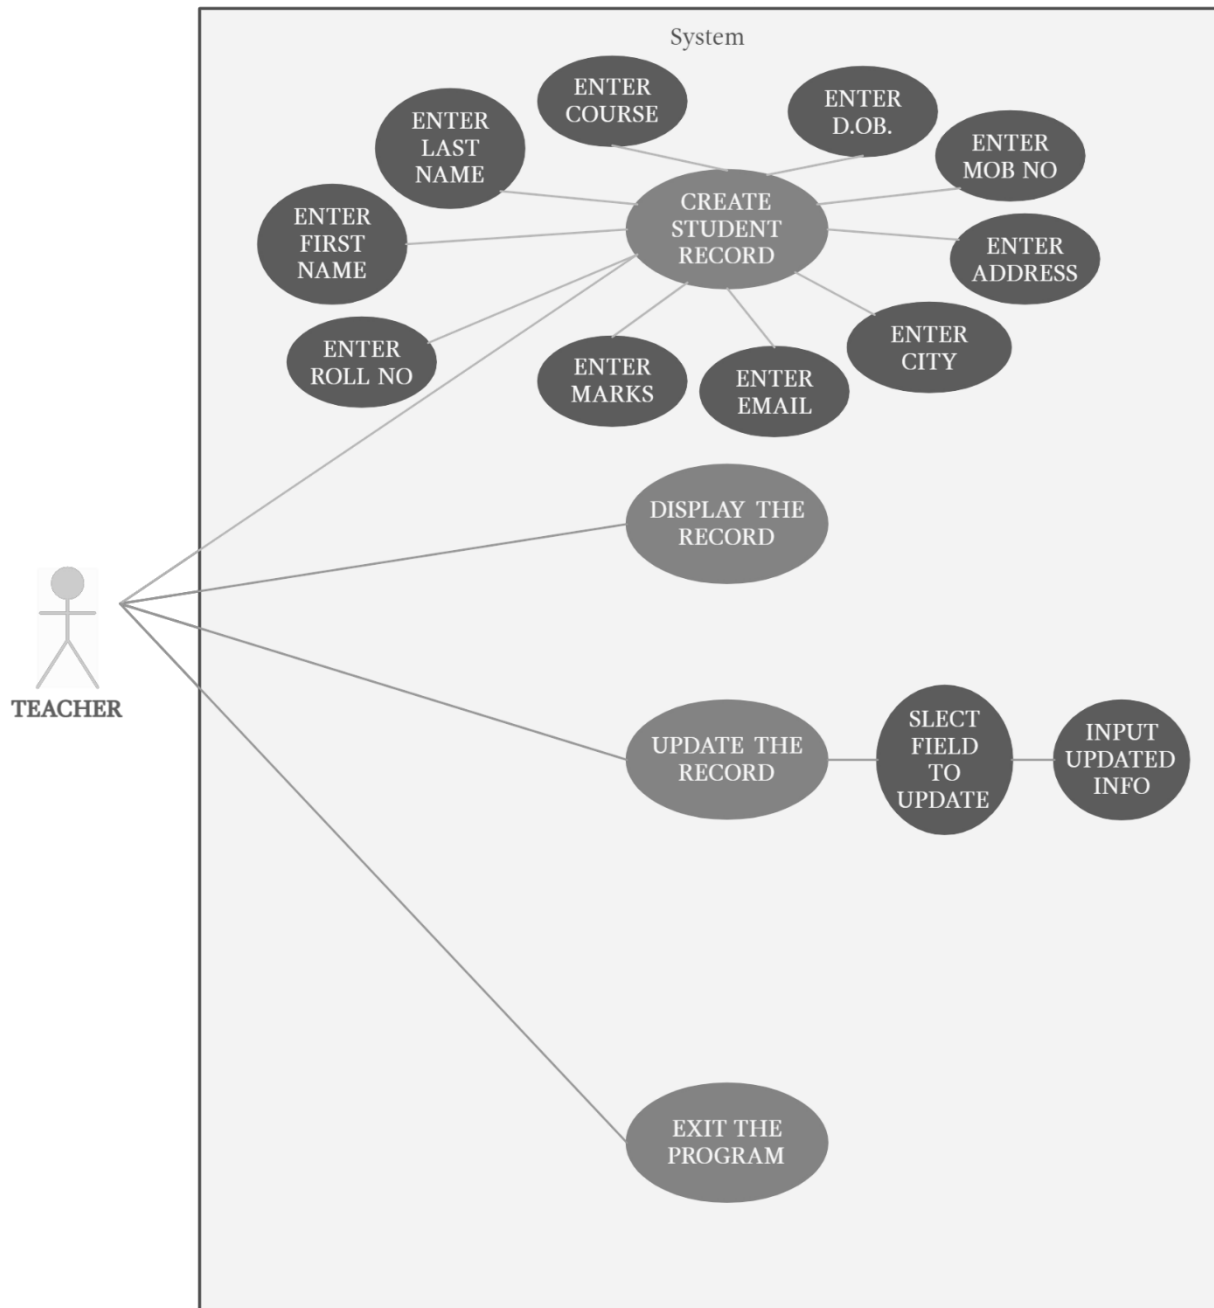 System
ENTER
COURSE
ENTER
D.OB.
ENTER
LAST
NAME
ENTER
MOB NO
CREATE
STUDENT
RECORD
ENTER
FIRST
NAME
ENTER
ADDRESS
ENTER
ROLL NO
ENTER
CITY
ENTER
MARKS
ENTER
EMAIL
DISPLAY THE
RECORD
TEACHER
UPDATE THE
RECORD
SLECT
FIELD
TO
UPDATE
INPUT
UPDATED
INFO
EXIT THE
PROGRAM